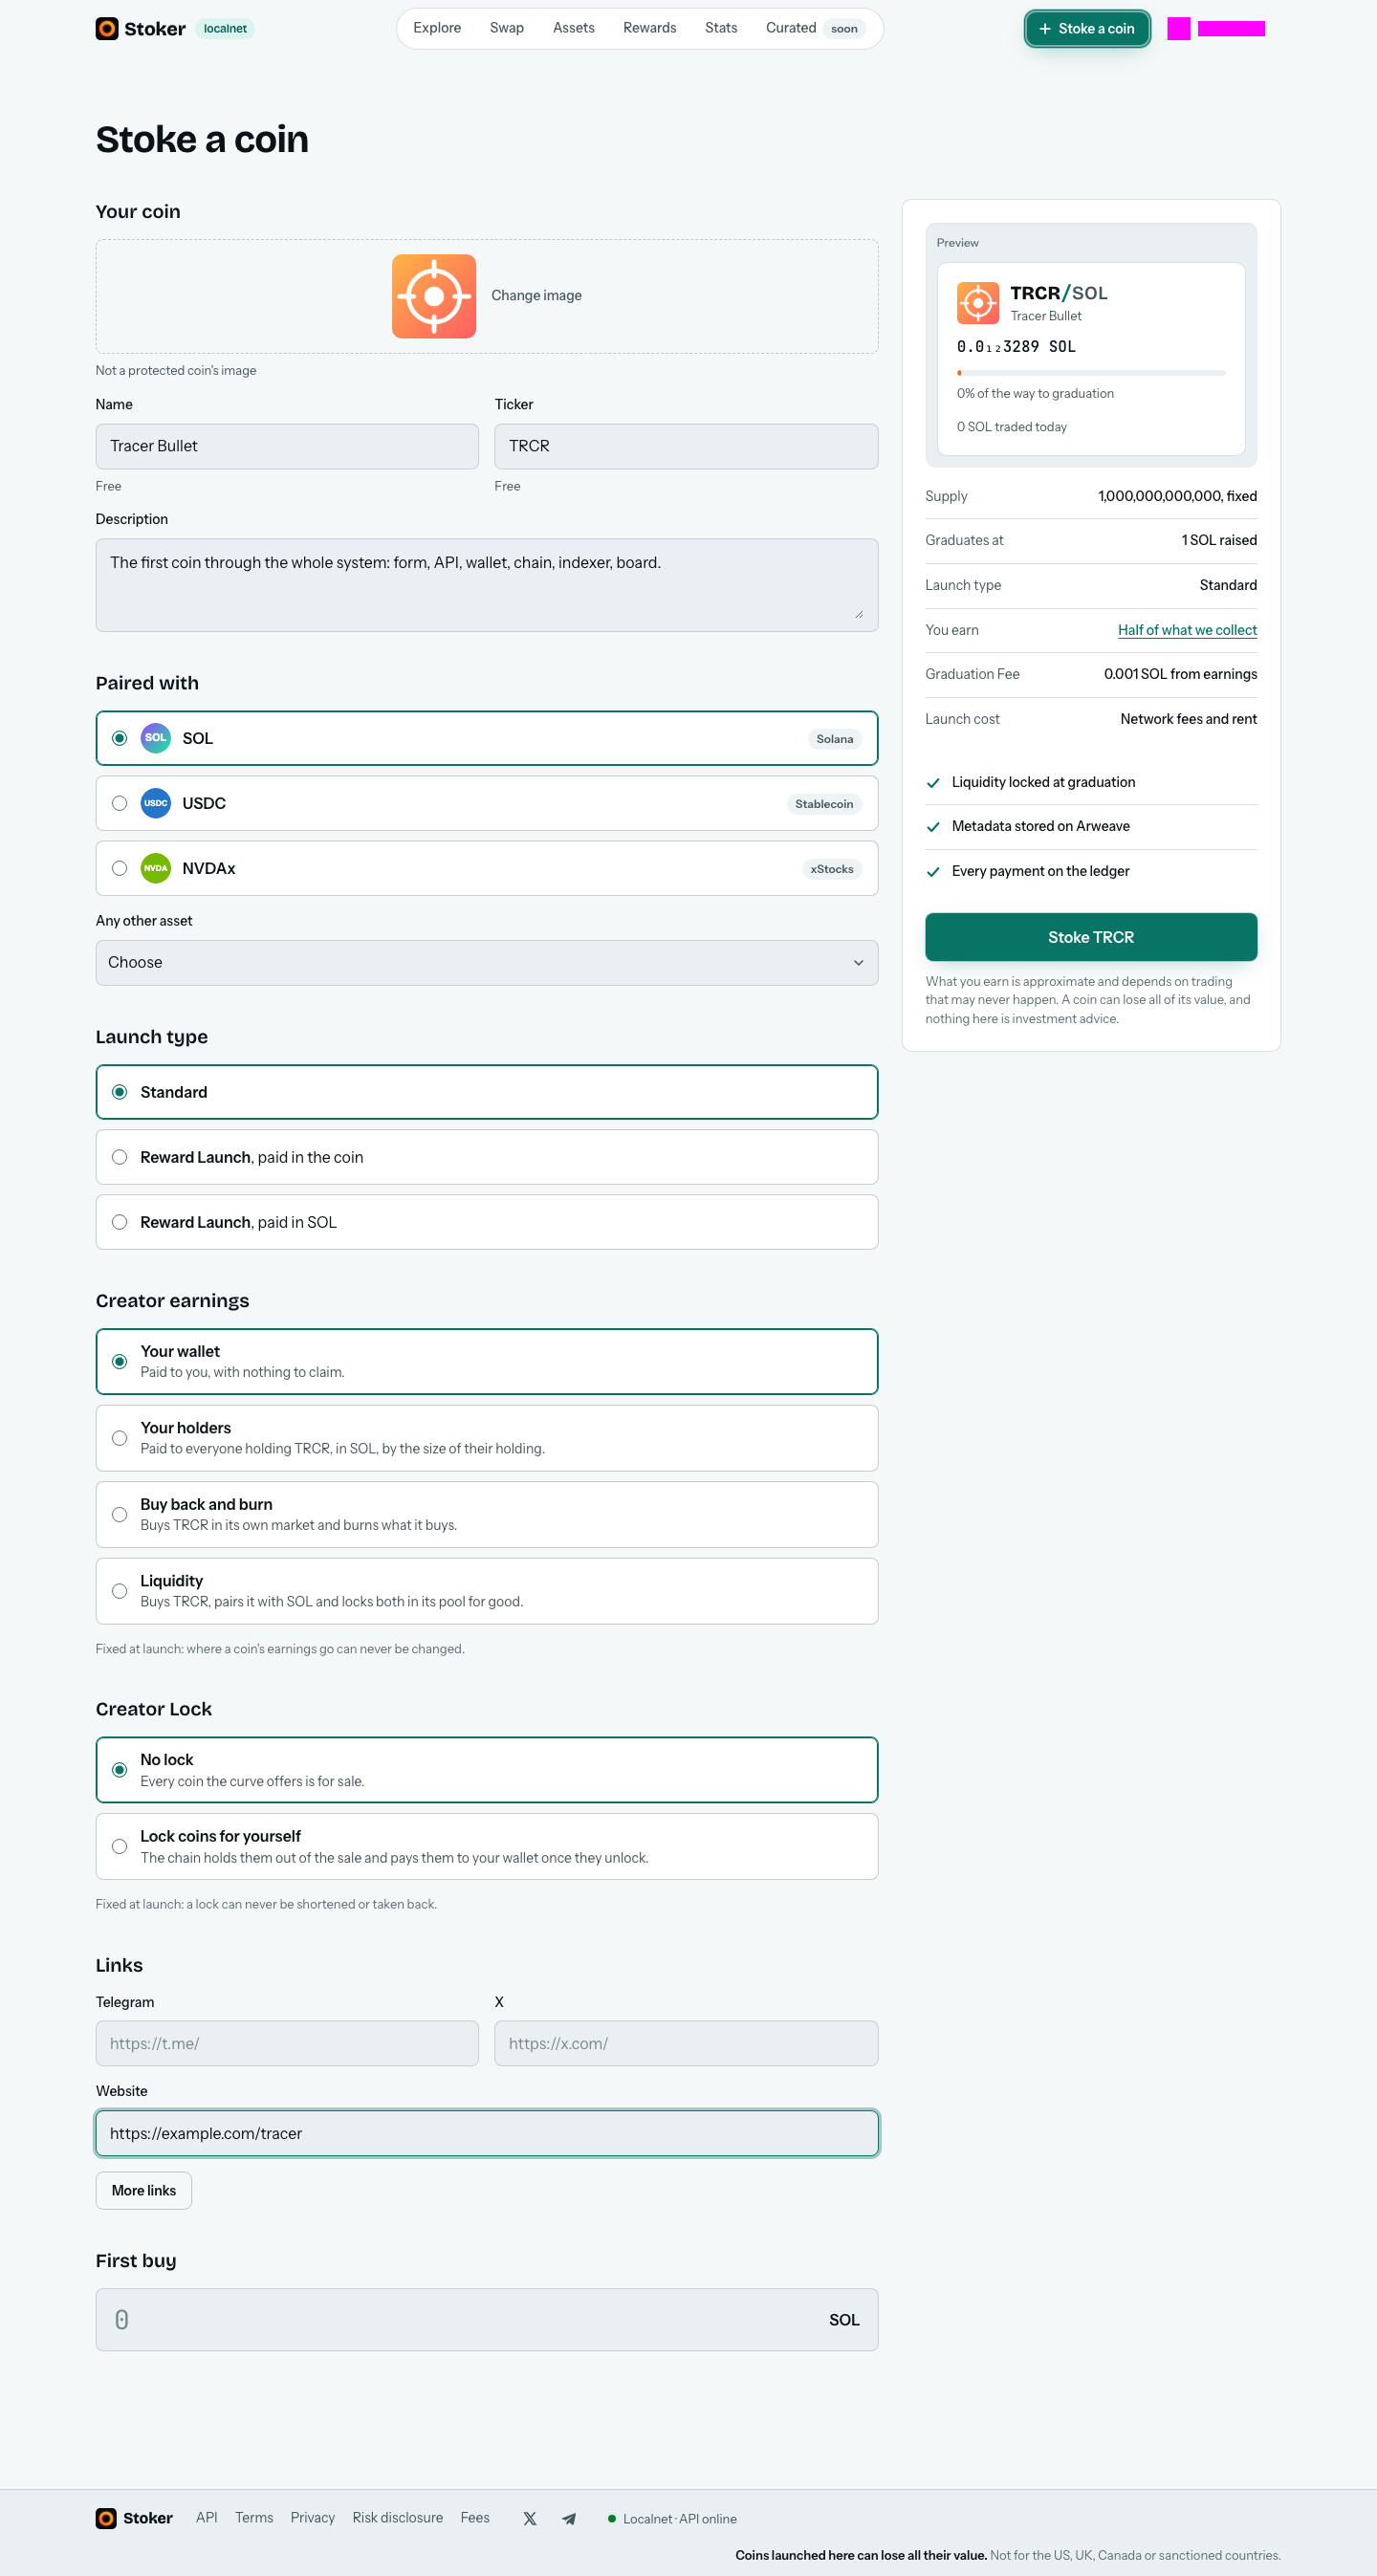 Stoker localnet Explore Swap Assets Rewards Stats Curated soon + Stoke a coin
Stoke a coin
Your coin
Change image
Not a protected coin's image
Name Ticker
Tracer Bullet TRCR
Free Free
Description
The first coin through the whole system: form, API, wallet, chain, indexer, board.
Paired with
SOL SOL Solana
USDC USDC Stablecoin
NVDA NVDAx xStocks
Any other asset
Choose
Launch type
Standard
Reward Launch, paid in the coin
Reward Launch, paid in SOL
Creator earnings
Your wallet
Paid to you, with nothing to claim.
Your holders
Paid to everyone holding TRCR, in SOL, by the size of their holding.
Buy back and burn
Buys TRCR in its own market and burns what it buys.
Liquidity
Buys TRCR, pairs it with SOL and locks both in its pool for good.
Fixed at launch: where a coin's earnings go can never be changed.
Creator Lock
No lock
Every coin the curve offers is for sale.
Lock coins for yourself
The chain holds them out of the sale and pays them to your wallet once they unlock.
Fixed at launch: a lock can never be shortened or taken back.
Links
Telegram X
https://t.me/ https://x.com/
Website
https://example.com/tracer
More links
First buy
0 SOL
Preview
TRCR/SOL
Tracer Bullet
0.0₁₂3289 SOL
0% of the way to graduation
0 SOL traded today
Supply 1,000,000,000,000, fixed
Graduates at 1 SOL raised
Launch type Standard
You earn Half of what we collect
Graduation Fee 0.001 SOL from earnings
Launch cost Network fees and rent
Liquidity locked at graduation
Metadata stored on Arweave
Every payment on the ledger
Stoke TRCR
What you earn is approximate and depends on trading
that may never happen. A coin can lose all of its value, and
nothing here is investment advice.
Stoker API Terms Privacy Risk disclosure Fees Localnet · API online
Coins launched here can lose all their value. Not for the US, UK, Canada or sanctioned countries.